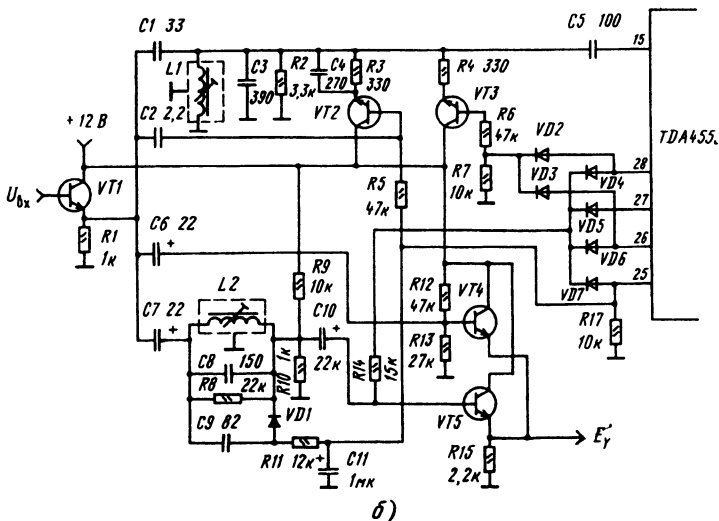 C1 33
C5 100
15
L1
C3
390
R2
3,3к
C4
270
R3
330
R4 330
VT2
VT3
R6
47к
C2 2,2
+12 В
VT1
Uвх
R1
1к
R5
47к
R7
10к
VD2
VD3
VD4
VD5
VD6
VD7
28
27
26
25
TDA455
C6 22
+
R9
10к
R12
47к
VT4
R17
10к
L2
C7 22
+
C10
+
22к
R10 1к
R14
15к
R13
27к
C8 150
R8 22к
C9 82
VD1
R11 12к
+
C11
1мк
VT5
R15
2,2к
E'Y
б)